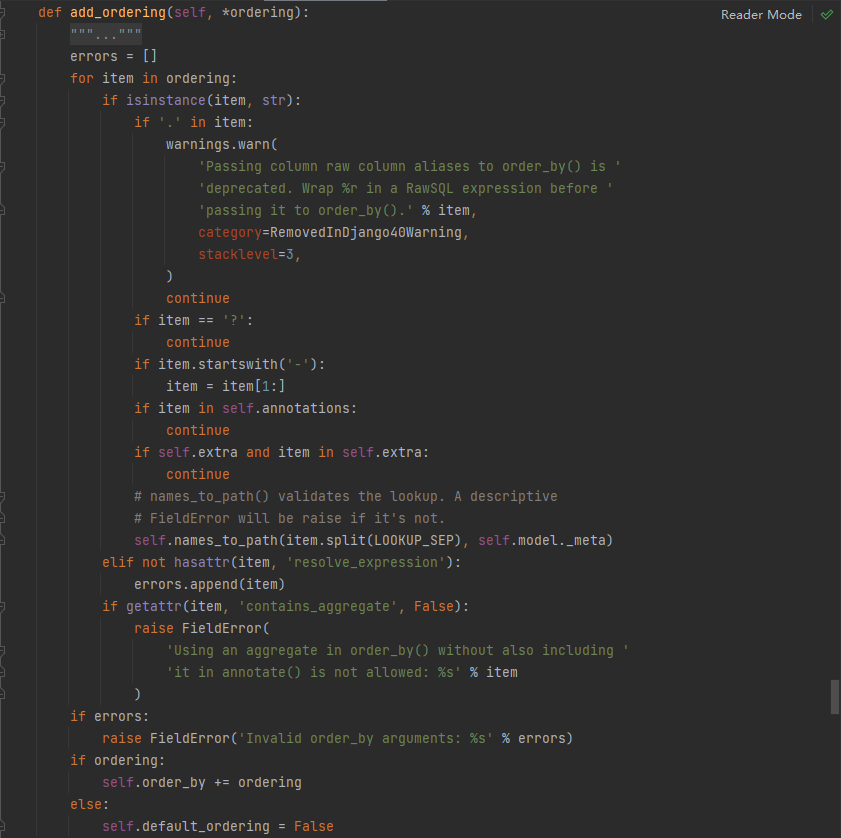 def add_ordering(self, *ordering):
Reader Mode
"""..."""
errors = []
for item in ordering:
if isinstance(item, str):
if '.' in item:
warnings.warn(
'Passing column raw column aliases to order_by() is '
'deprecated. Wrap %r in a RawSQL expression before '
'passing it to order_by().' % item,
category=RemovedInDjango40Warning,
stacklevel=3,
)
continue
if item == '?':
continue
if item.startswith('-'):
item = item[1:]
if item in self.annotations:
continue
if self.extra and item in self.extra:
continue
# names_to_path() validates the lookup. A descriptive
# FieldError will be raise if it's not.
self.names_to_path(item.split(LOOKUP_SEP), self.model._meta)
elif not hasattr(item, 'resolve_expression'):
errors.append(item)
if getattr(item, 'contains_aggregate', False):
raise FieldError(
'Using an aggregate in order_by() without also including '
'it in annotate() is not allowed: %s' % item
)
if errors:
raise FieldError('Invalid order_by arguments: %s' % errors)
if ordering:
self.order_by += ordering
else:
self.default_ordering = False